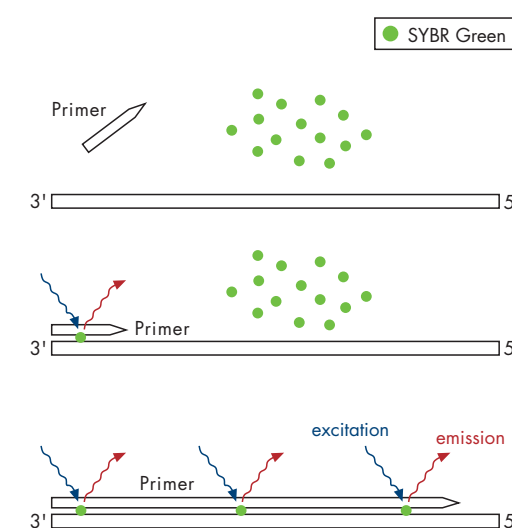 SYBR Green
Primer
3' 5
Primer
3' 5
excitation
emission
Primer
3' 5